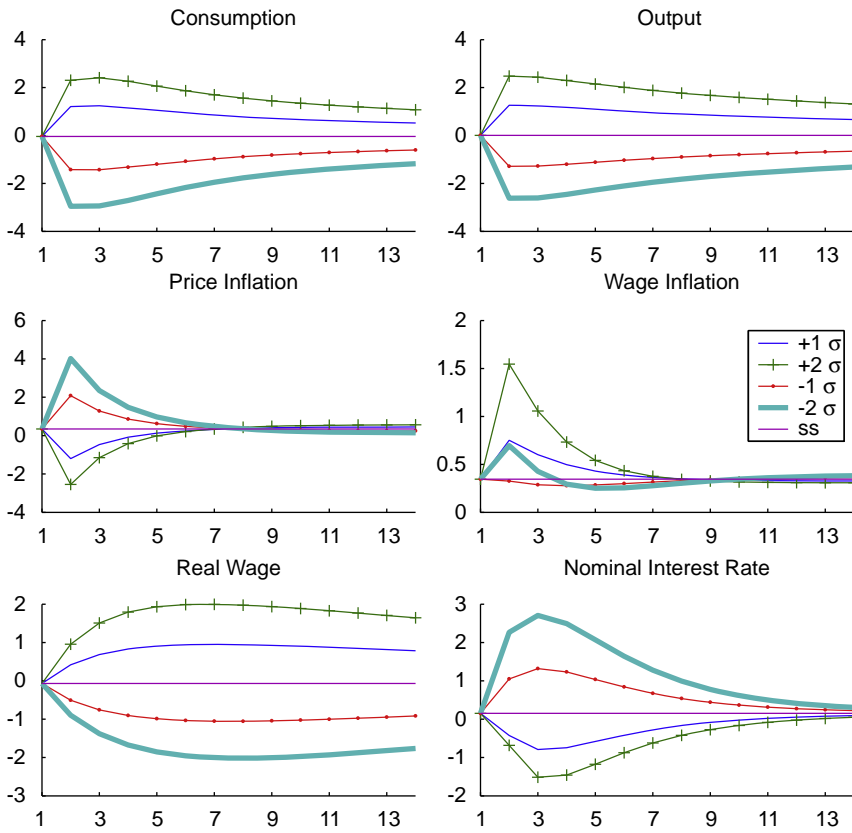 Consumption
4
2
0
-2
-4
1 3 5 7 9 11 13
Output
4
2
0
-2
-4
1 3 5 7 9 11 13
Price Inflation
6
4
2
0
-2
-4
1 3 5 7 9 11 13
Wage Inflation
2
1.5
1
0.5
0
1 3 5 7 9 11 13
+1 σ
+2 σ
-1 σ
-2 σ
ss
Real Wage
2
1
0
-1
-2
-3
1 3 5 7 9 11 13
Nominal Interest Rate
3
2
1
0
-1
-2
1 3 5 7 9 11 13